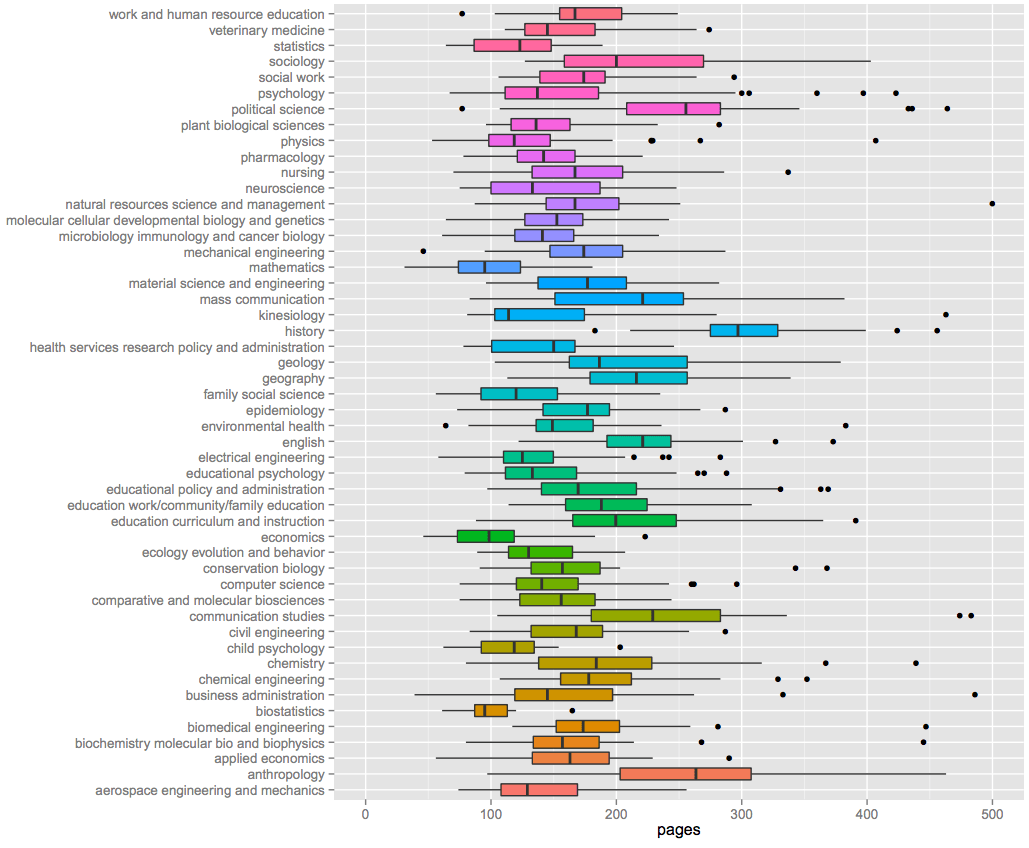 work and human resource education
veterinary medicine
statistics
sociology
social work
psychology
political science
plant biological sciences
physics
pharmacology
nursing
neuroscience
natural resources science and management
molecular cellular developmental biology and genetics
microbiology immunology and cancer biology
mechanical engineering
mathematics
material science and engineering
mass communication
kinesiology
history
health services research policy and administration
geology
geography
family social science
epidemiology
environmental health
english
electrical engineering
educational psychology
educational policy and administration
education work/community/family education
education curriculum and instruction
economics
ecology evolution and behavior
conservation biology
computer science
comparative and molecular biosciences
communication studies
civil engineering
child psychology
chemistry
chemical engineering
business administration
biostatistics
biomedical engineering
biochemistry molecular bio and biophysics
applied economics
anthropology
aerospace engineering and mechanics
0 100 200 300 400 500
pages